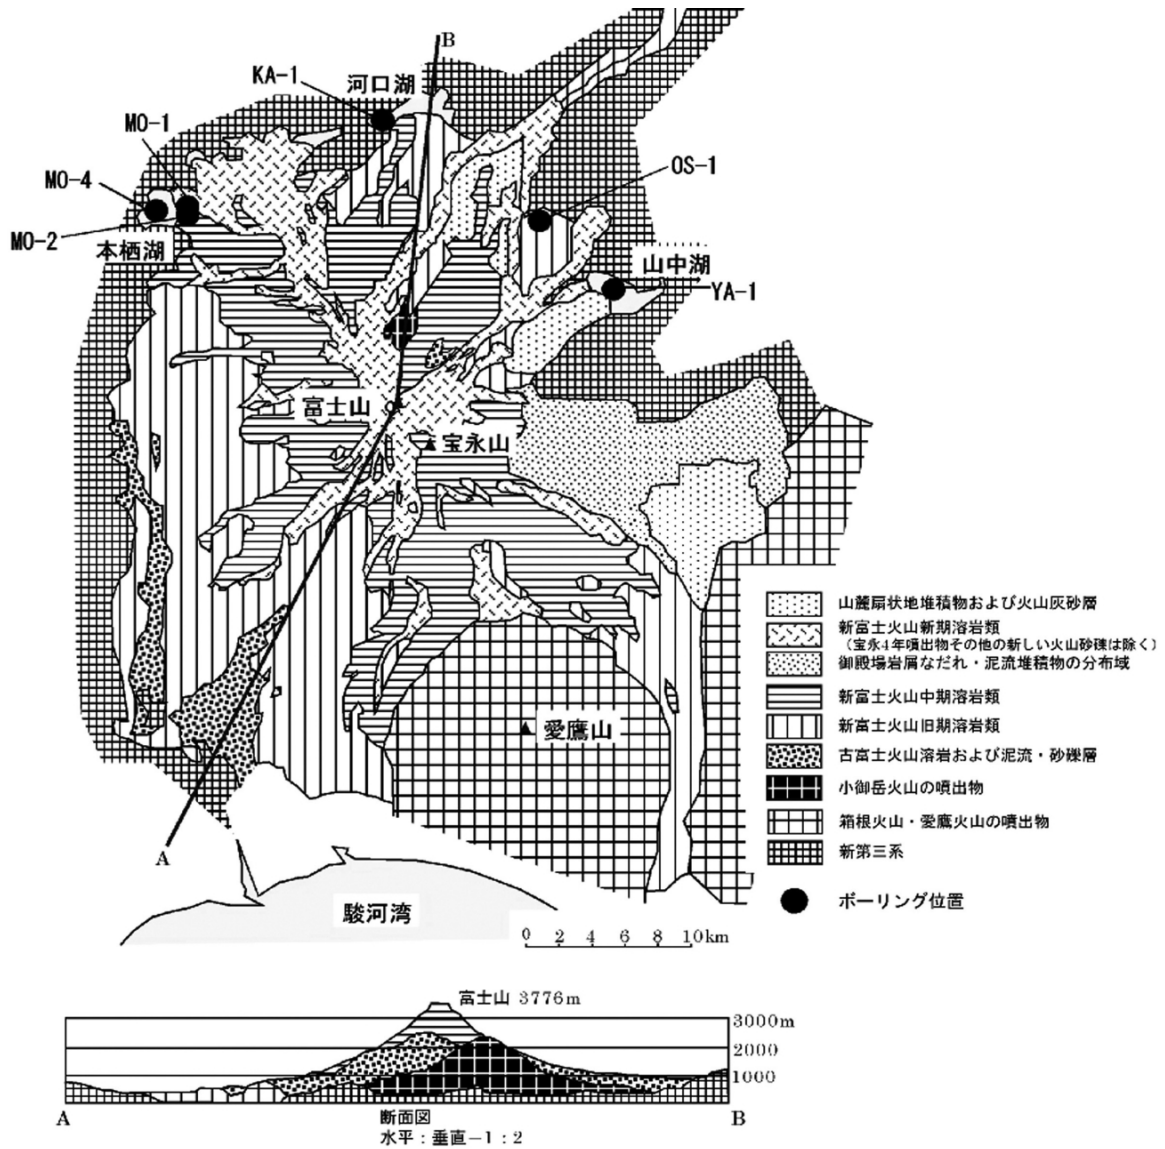 B
KA-1
河口湖
MO-1
MO-4
OS-1
MO-2
本栖湖
山中湖
YA-1
富士山
宝永山
愛鷹山
A
駿河湾
0 2 4 6 8 10km
山麓扇状地堆積物および火山灰砂層
新富士火山新期溶岩類
(宝永4年噴出物その他の新しい火山砂礫は除く)
御殿場岩屑なだれ・泥流堆積物の分布域
新富士火山中期溶岩類
新富士火山旧期溶岩類
古富士火山溶岩および泥流・砂礫層
小御岳火山の噴出物
箱根火山・愛鷹火山の噴出物
新第三系
ボーリング位置
富士山 3776m
3000m
2000
1000
A
B
断面図
水平：垂直－1：2